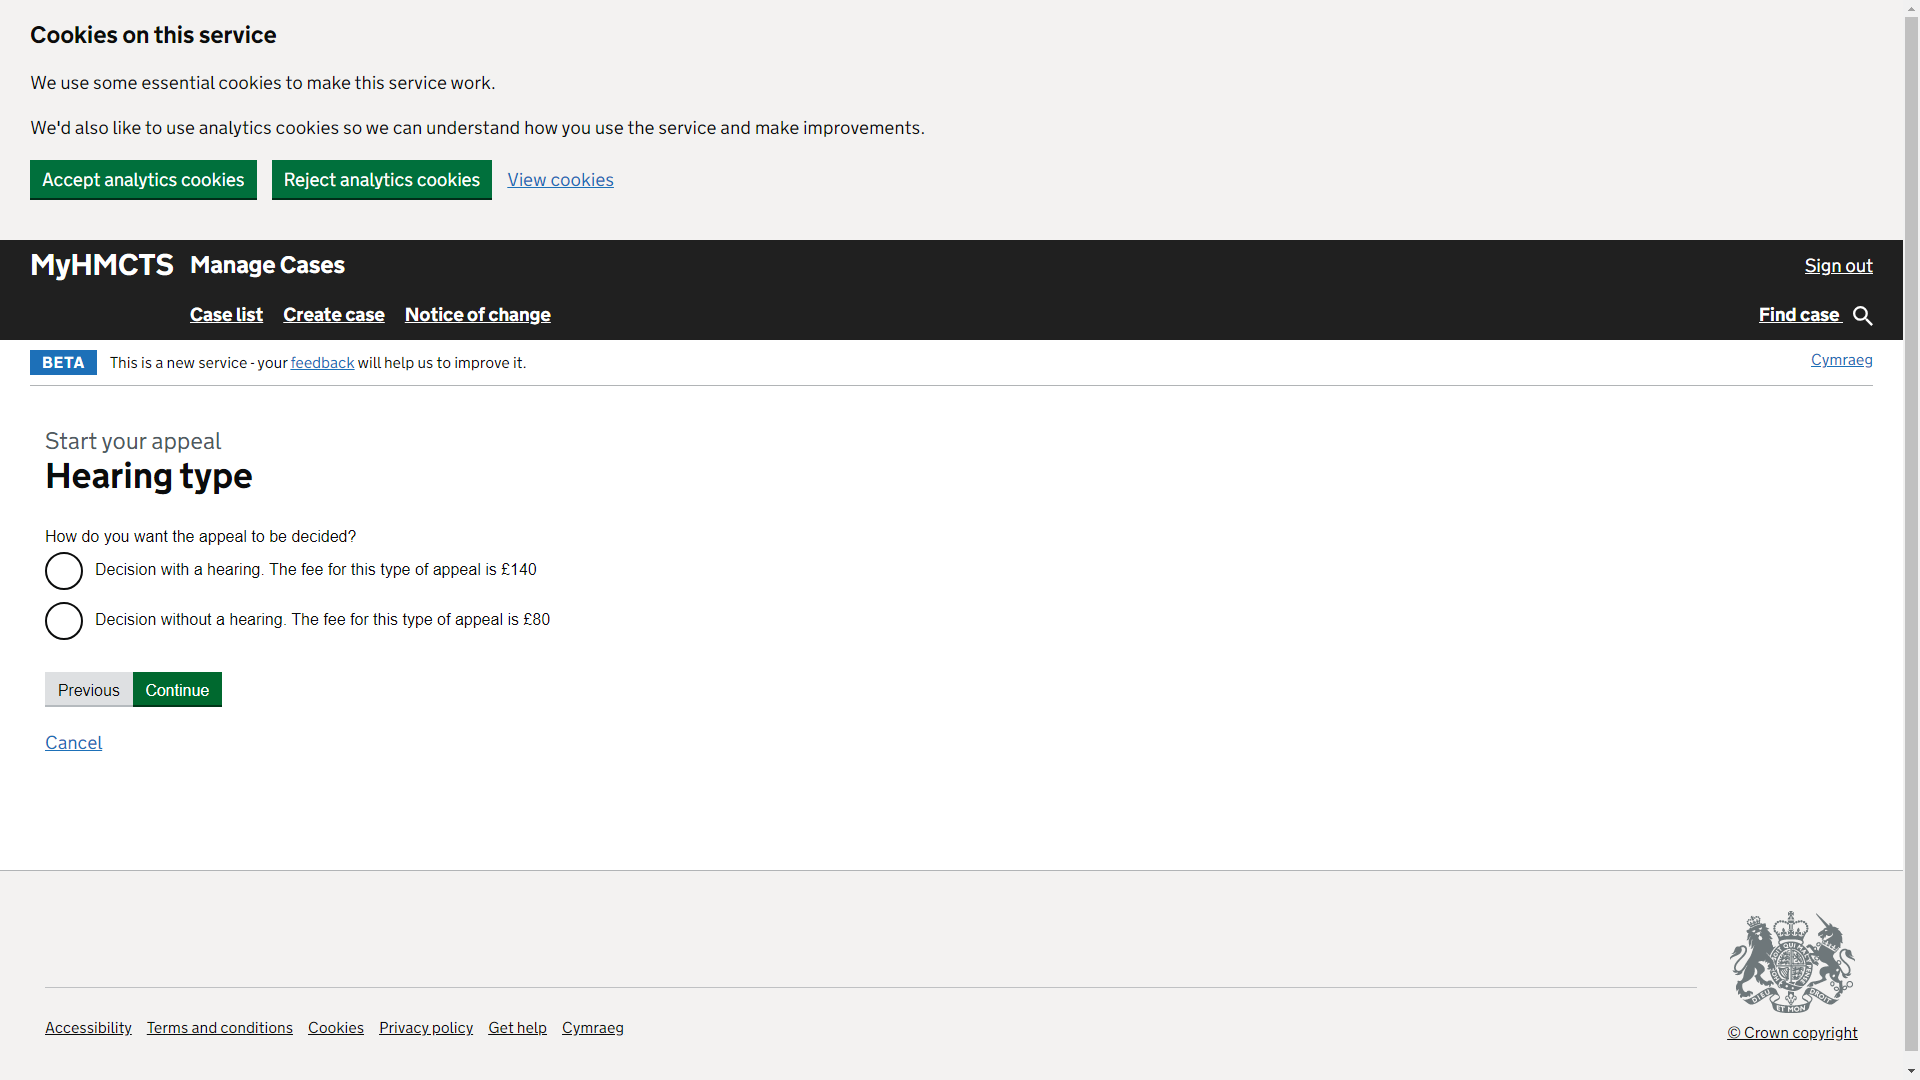 Cookies on this service
We use some essential cookies to make this service work.
We'd also like to use analytics cookies so we can understand how you use the service and make improvements.
Accept analytics cookies Reject analytics cookies View cookies
MyHMCTS Manage Cases Sign out
Case list Create case Notice of change Find case
BETA This is a new service - your feedback will help us to improve it. Cymraeg
Start your appeal
Hearing type
How do you want the appeal to be decided?
Decision with a hearing. The fee for this type of appeal is £140
Decision without a hearing. The fee for this type of appeal is £80
Previous Continue
Cancel
Accessibility Terms and conditions Cookies Privacy policy Get help Cymraeg
© Crown copyright